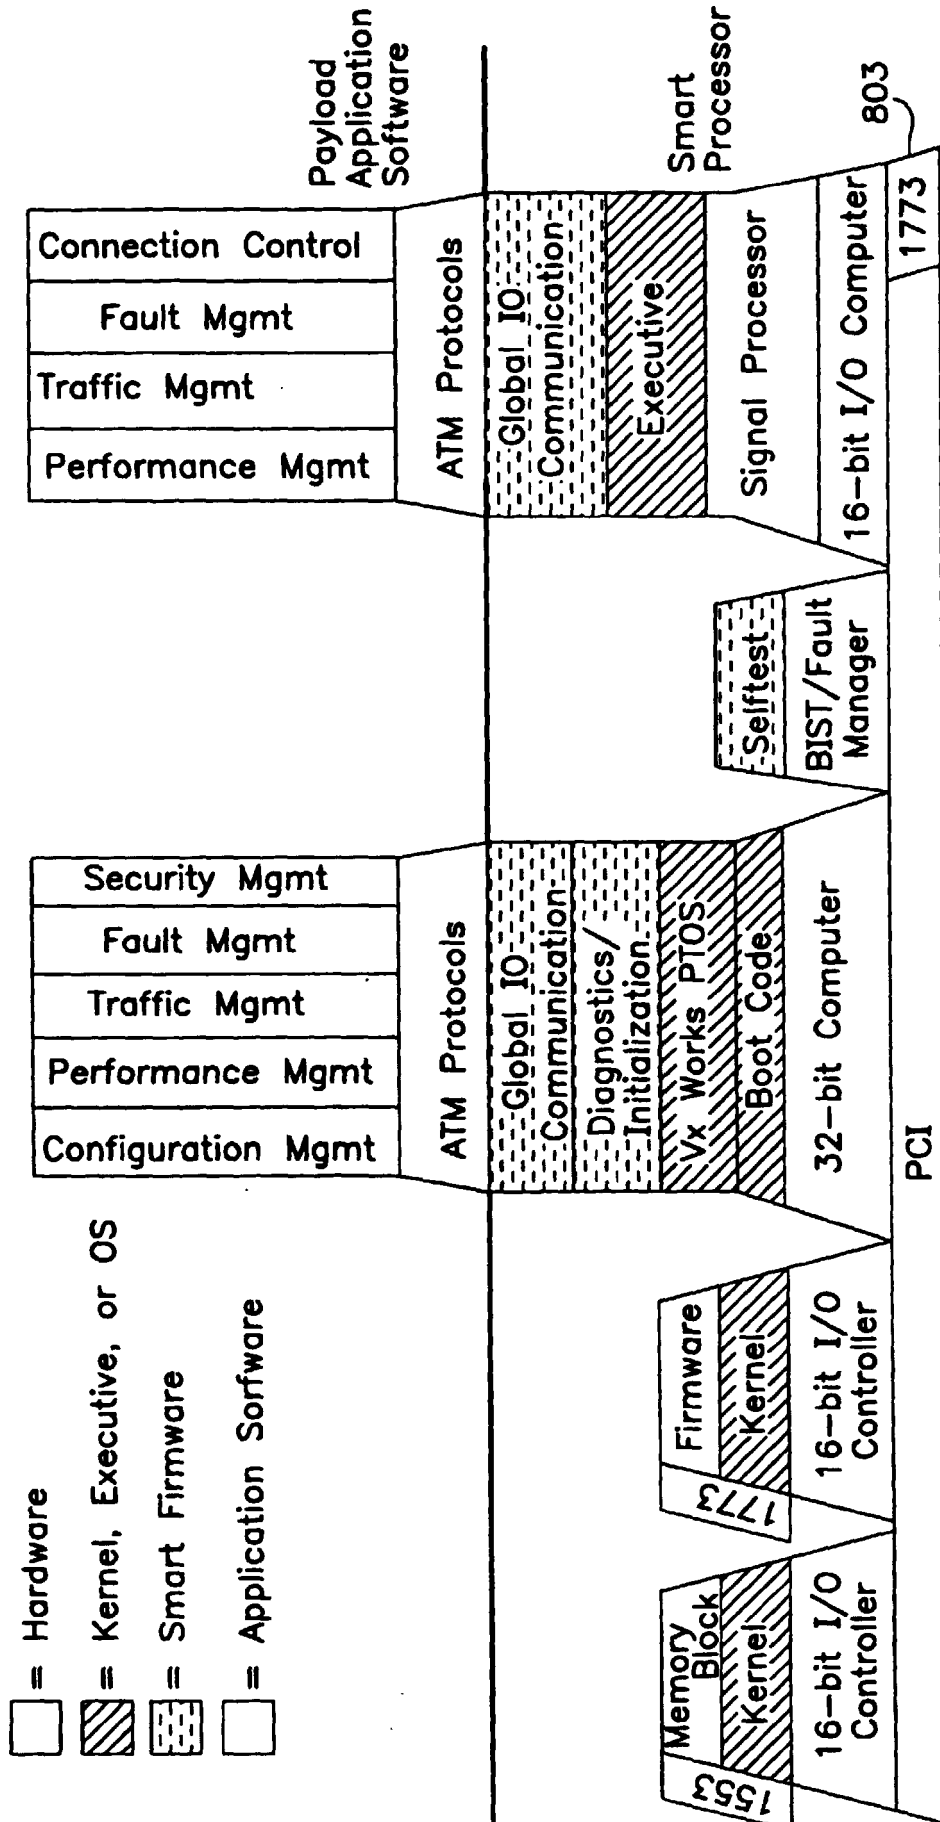 = Hardware
= Kernel, Executive, or OS
= Smart Firmware
= Application Sorfware
Payload
Application
Software
Smart
Processor
Configuration Mgmt
Performance Mgmt
Traffic Mgmt
Fault Mgmt
Security Mgmt
ATM Protocols
Global IO
Communication
Diagnostics/
Initialization
Vx Works PTOS
Boot Code
32-bit Computer
Performance Mgmt
Traffic Mgmt
Fault Mgmt
Connection Control
ATM Protocols
Global IO
Communication
Executive
Signal Processor
16-bit I/O Computer
1773
803
Selftest
BIST/Fault
Manager
1553
Memory
Block
Kernel
16-bit I/O
Controller
1773
Firmware
Kernel
16-bit I/O
Controller
PCI